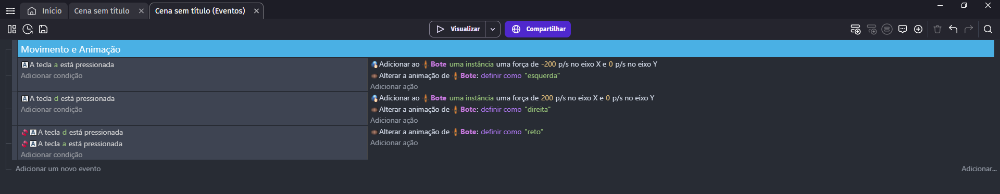 Início
Cena sem título
Cena sem título (Eventos)
Visualizar
Compartilhar
Movimento e Animação
A tecla a está pressionada
Adicionar condição
Adicionar ao Bote uma instância uma força de -200 p/s no eixo X e 0 p/s no eixo Y
Alterar a animação de Bote: definir como "esquerda"
Adicionar ação
A tecla d está pressionada
Adicionar condição
Adicionar ao Bote uma instância uma força de 200 p/s no eixo X e 0 p/s no eixo Y
Alterar a animação de Bote: definir como "direita"
Adicionar ação
A tecla d está pressionada
A tecla a está pressionada
Adicionar condição
Alterar a animação de Bote: definir como "reto"
Adicionar ação
Adicionar um novo evento
Adicionar...